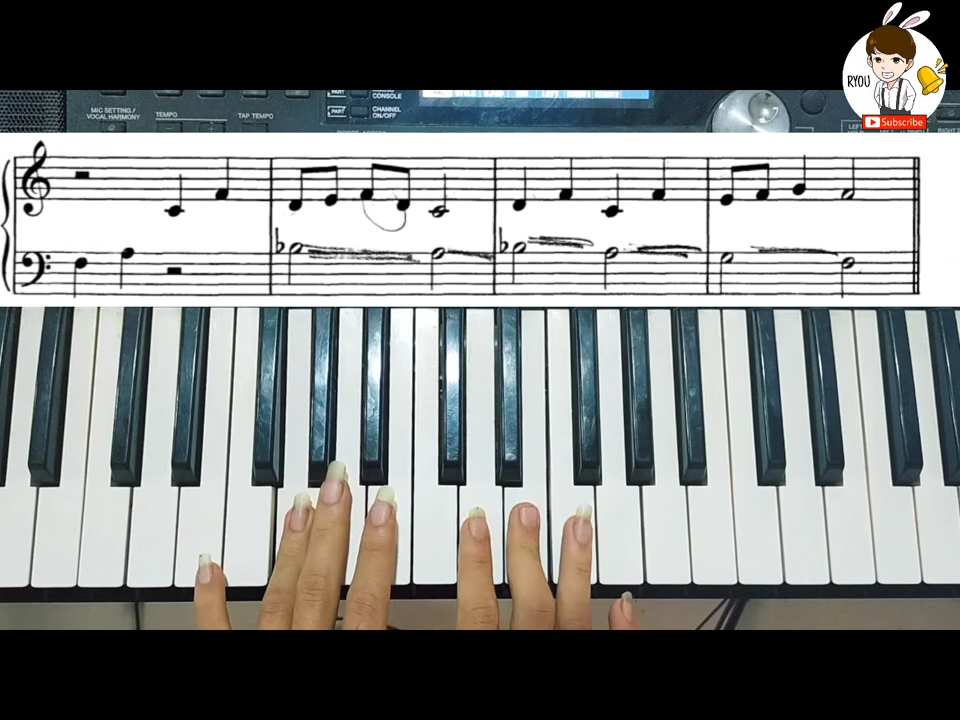 CONSOLE
PART
MIC SETTING /
VOCAL HARMONY
TEMPO
TAP TEMPO
PART
CHANNEL
ON/OFF
RYOU
Subscribe